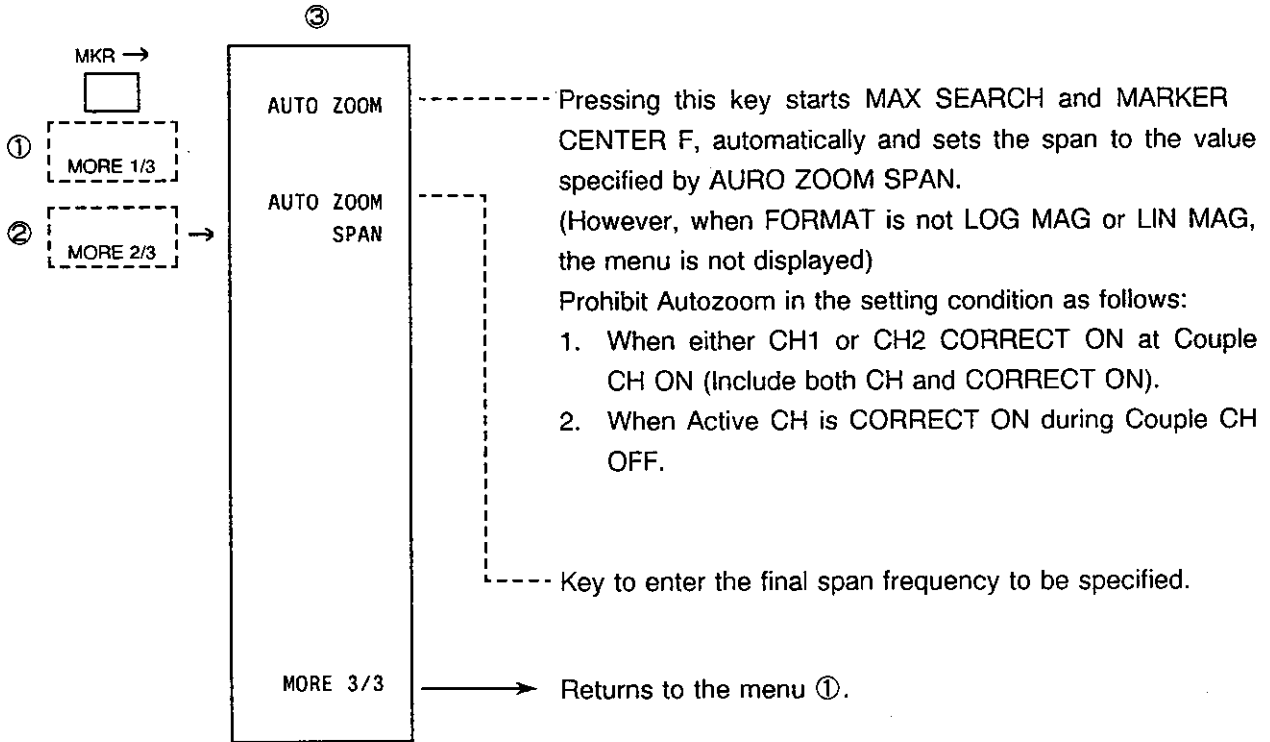 ③
MKR →
① MORE 1/3
② MORE 2/3 →
AUTO ZOOM
Pressing this key starts MAX SEARCH and MARKER
CENTER F, automatically and sets the span to the value
specified by AURO ZOOM SPAN.
(However, when FORMAT is not LOG MAG or LIN MAG,
the menu is not displayed)
Prohibit Autozoom in the setting condition as follows:
1. When either CH1 or CH2 CORRECT ON at Couple
CH ON (Include both CH and CORRECT ON).
2. When Active CH is CORRECT ON during Couple CH
OFF.
AUTO ZOOM
SPAN
Key to enter the final span frequency to be specified.
MORE 3/3
Returns to the menu ①.